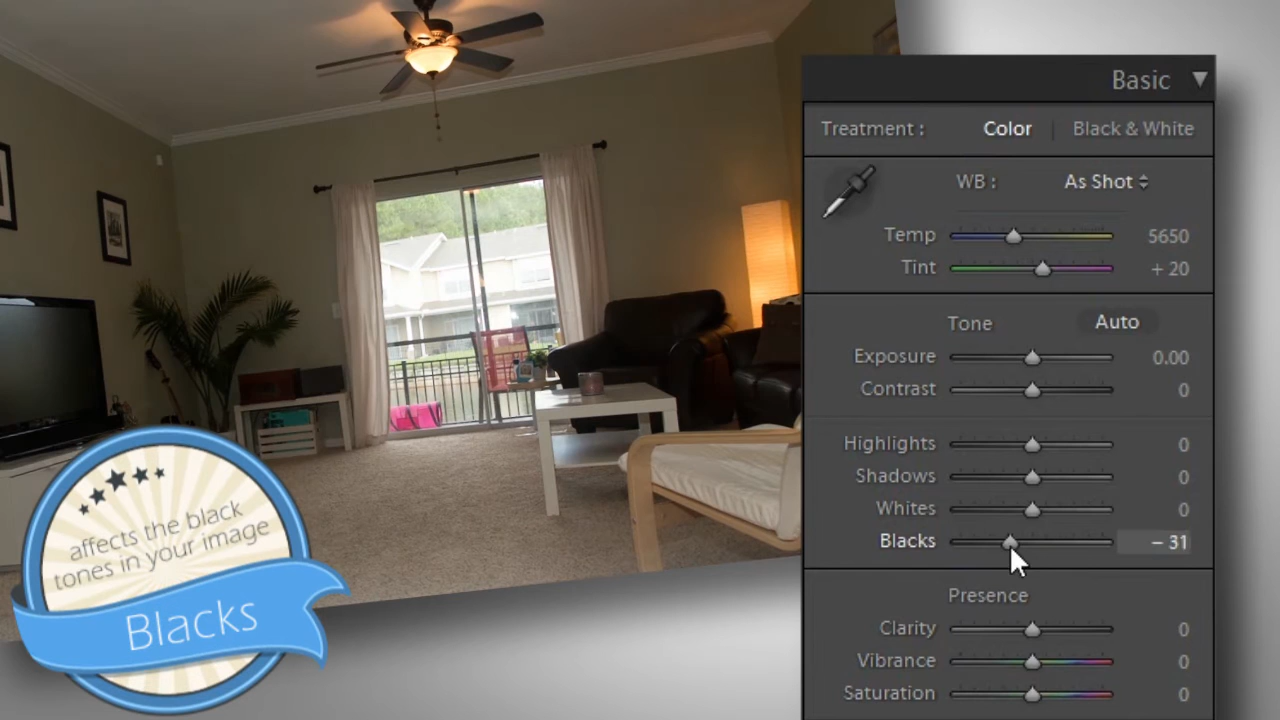 Basic
Treatment : Color Black & White
WB : As Shot
Temp 5650
Tint + 20
Tone Auto
Exposure 0.00
Contrast 0
Highlights 0
Shadows 0
Whites 0
Blacks – 31
Presence
Clarity 0
Vibrance 0
Saturation 0
affects the black
tones in your image
Blacks